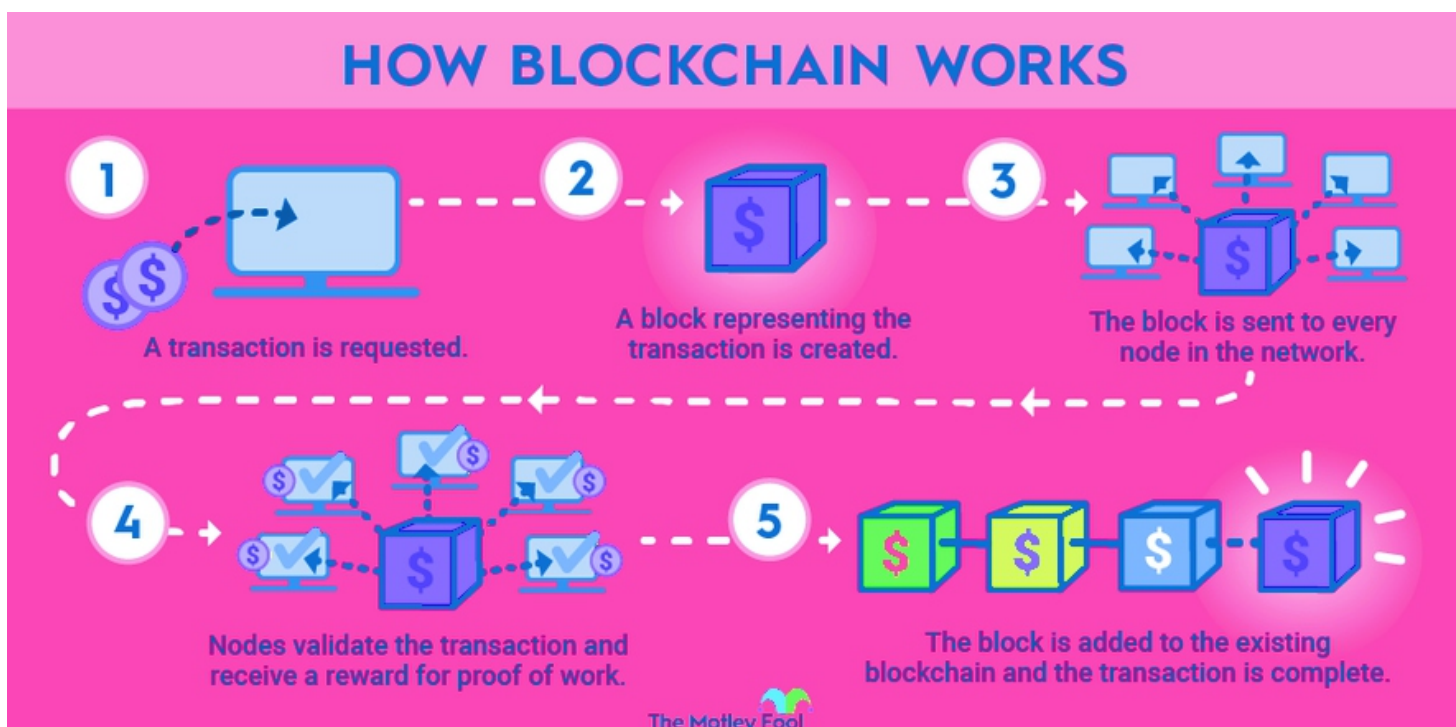 HOW BLOCKCHAIN WORKS
1
2
3
$
$
$
$
A transaction is requested.
A block representing the
transaction is created.
The block is sent to every
node in the network.
4
5
$
$
$
$
$
$
$
$
$
$
Nodes validate the transaction and
receive a reward for proof of work.
The block is added to the existing
blockchain and the transaction is complete.
The Motley Fool